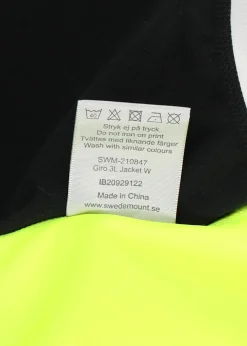 40
Stryk ej på tryck
Do not iron on print
Tvättas med liknande färger
Wash with similar colours
SWM-210847
Giro 3L Jacket W
IB20929122
Made in China
www.swedemount.se